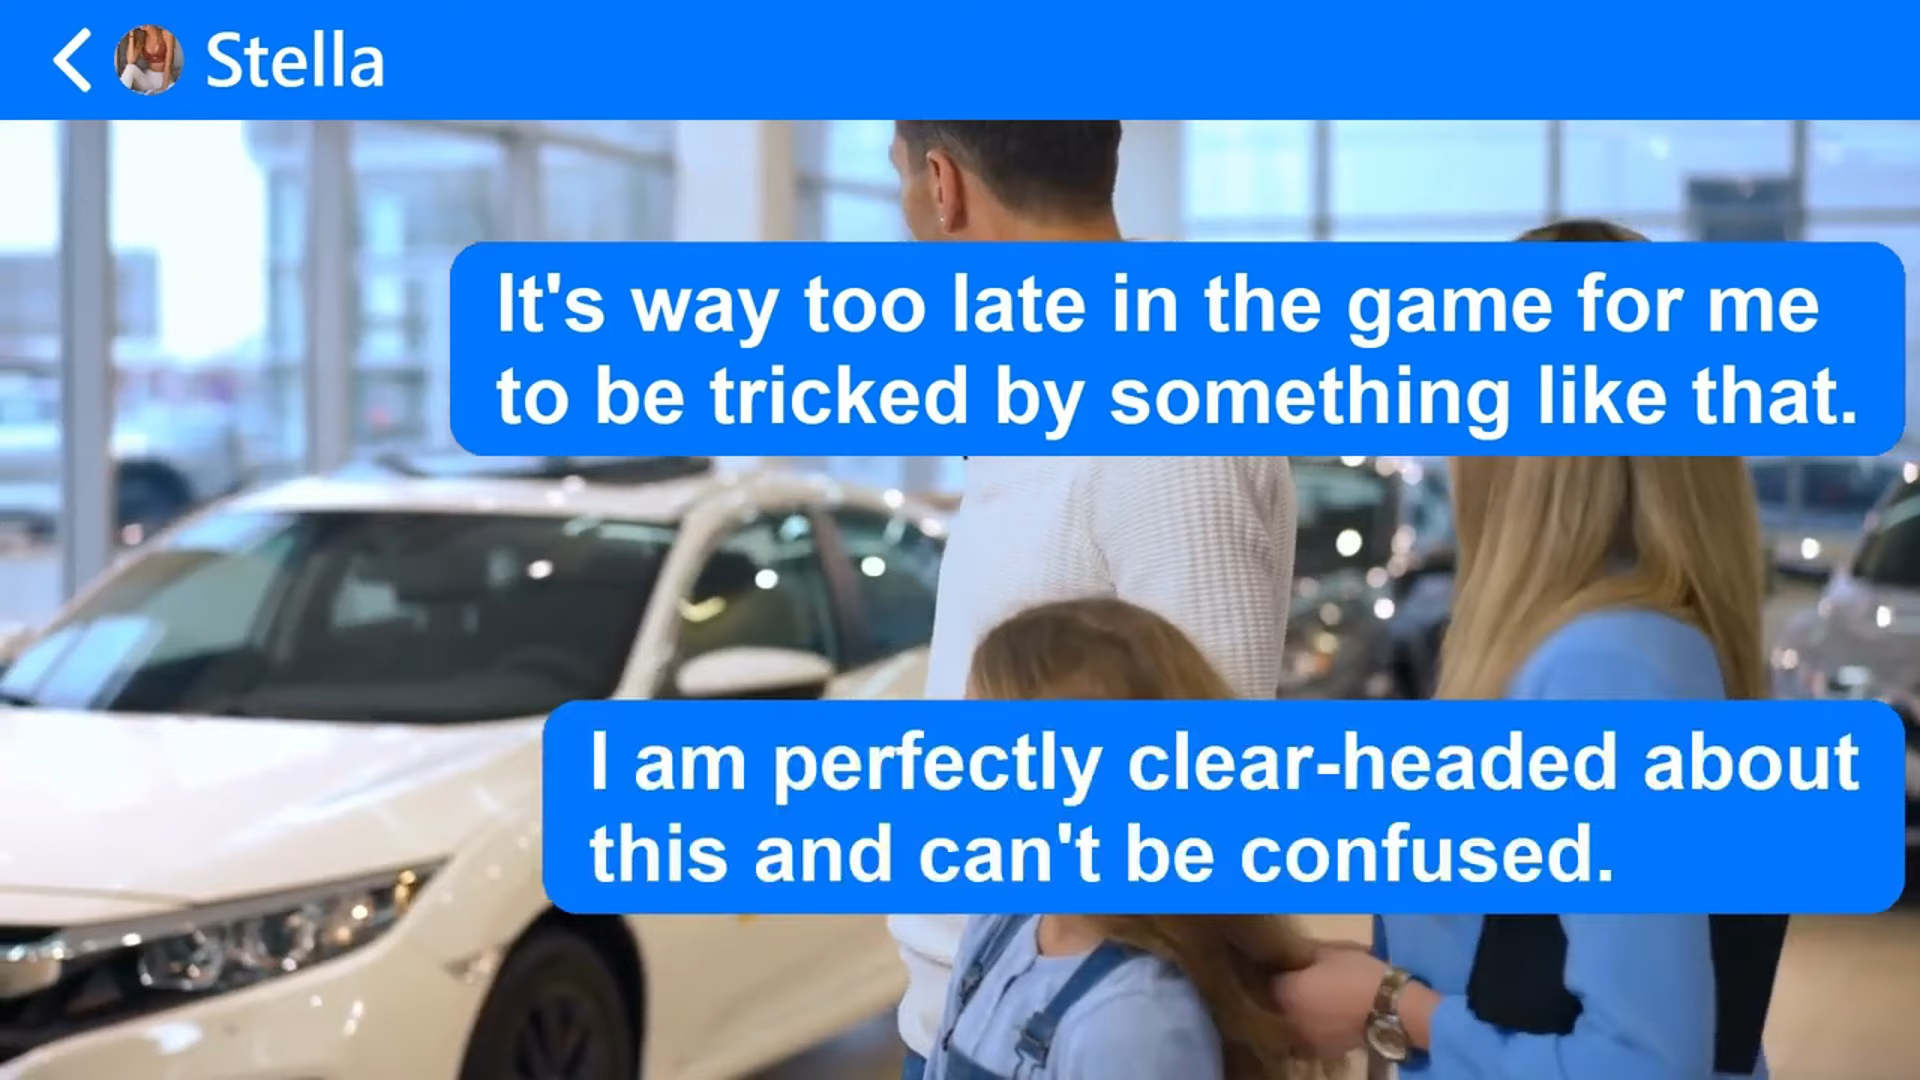 Stella
It's way too late in the game for me
to be tricked by something like that.
I am perfectly clear-headed about
this and can't be confused.